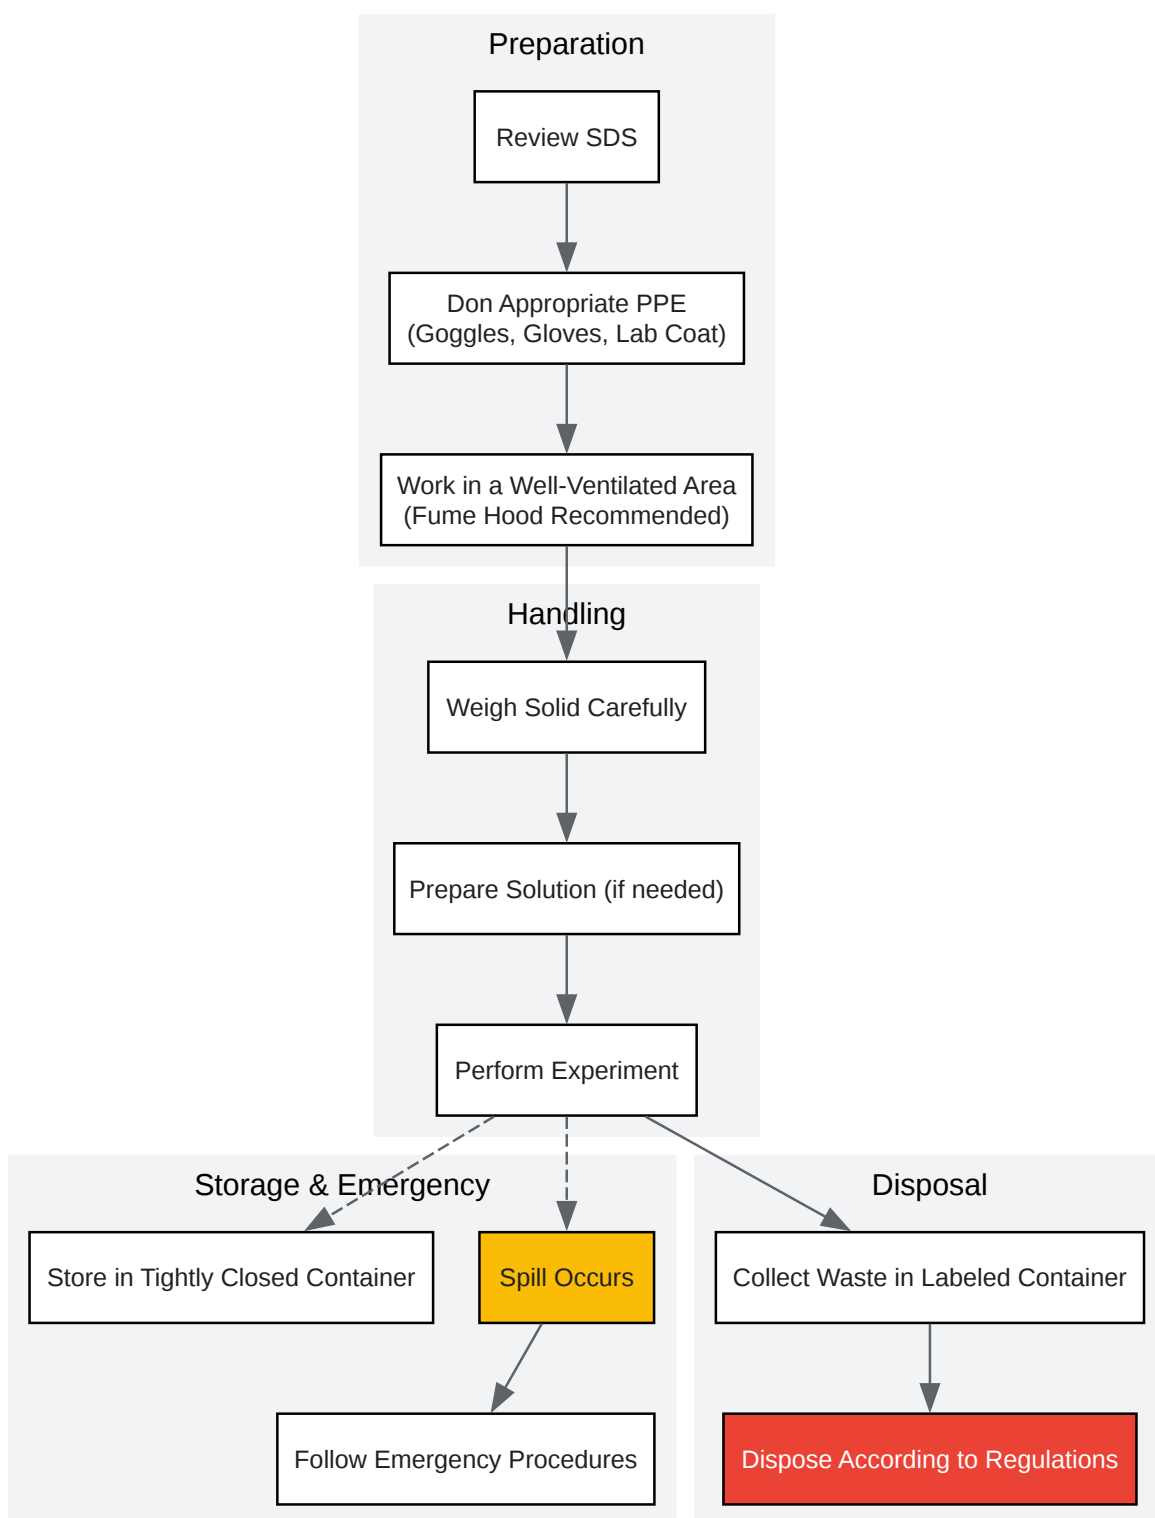 Preparation
Review SDS
Don Appropriate PPE
(Goggles, Gloves, Lab Coat)
Work in a Well-Ventilated Area
(Fume Hood Recommended)
Handling
Weigh Solid Carefully
Prepare Solution (if needed)
Perform Experiment
Storage & Emergency
Store in Tightly Closed Container
Spill Occurs
Follow Emergency Procedures
Disposal
Collect Waste in Labeled Container
Dispose According to Regulations